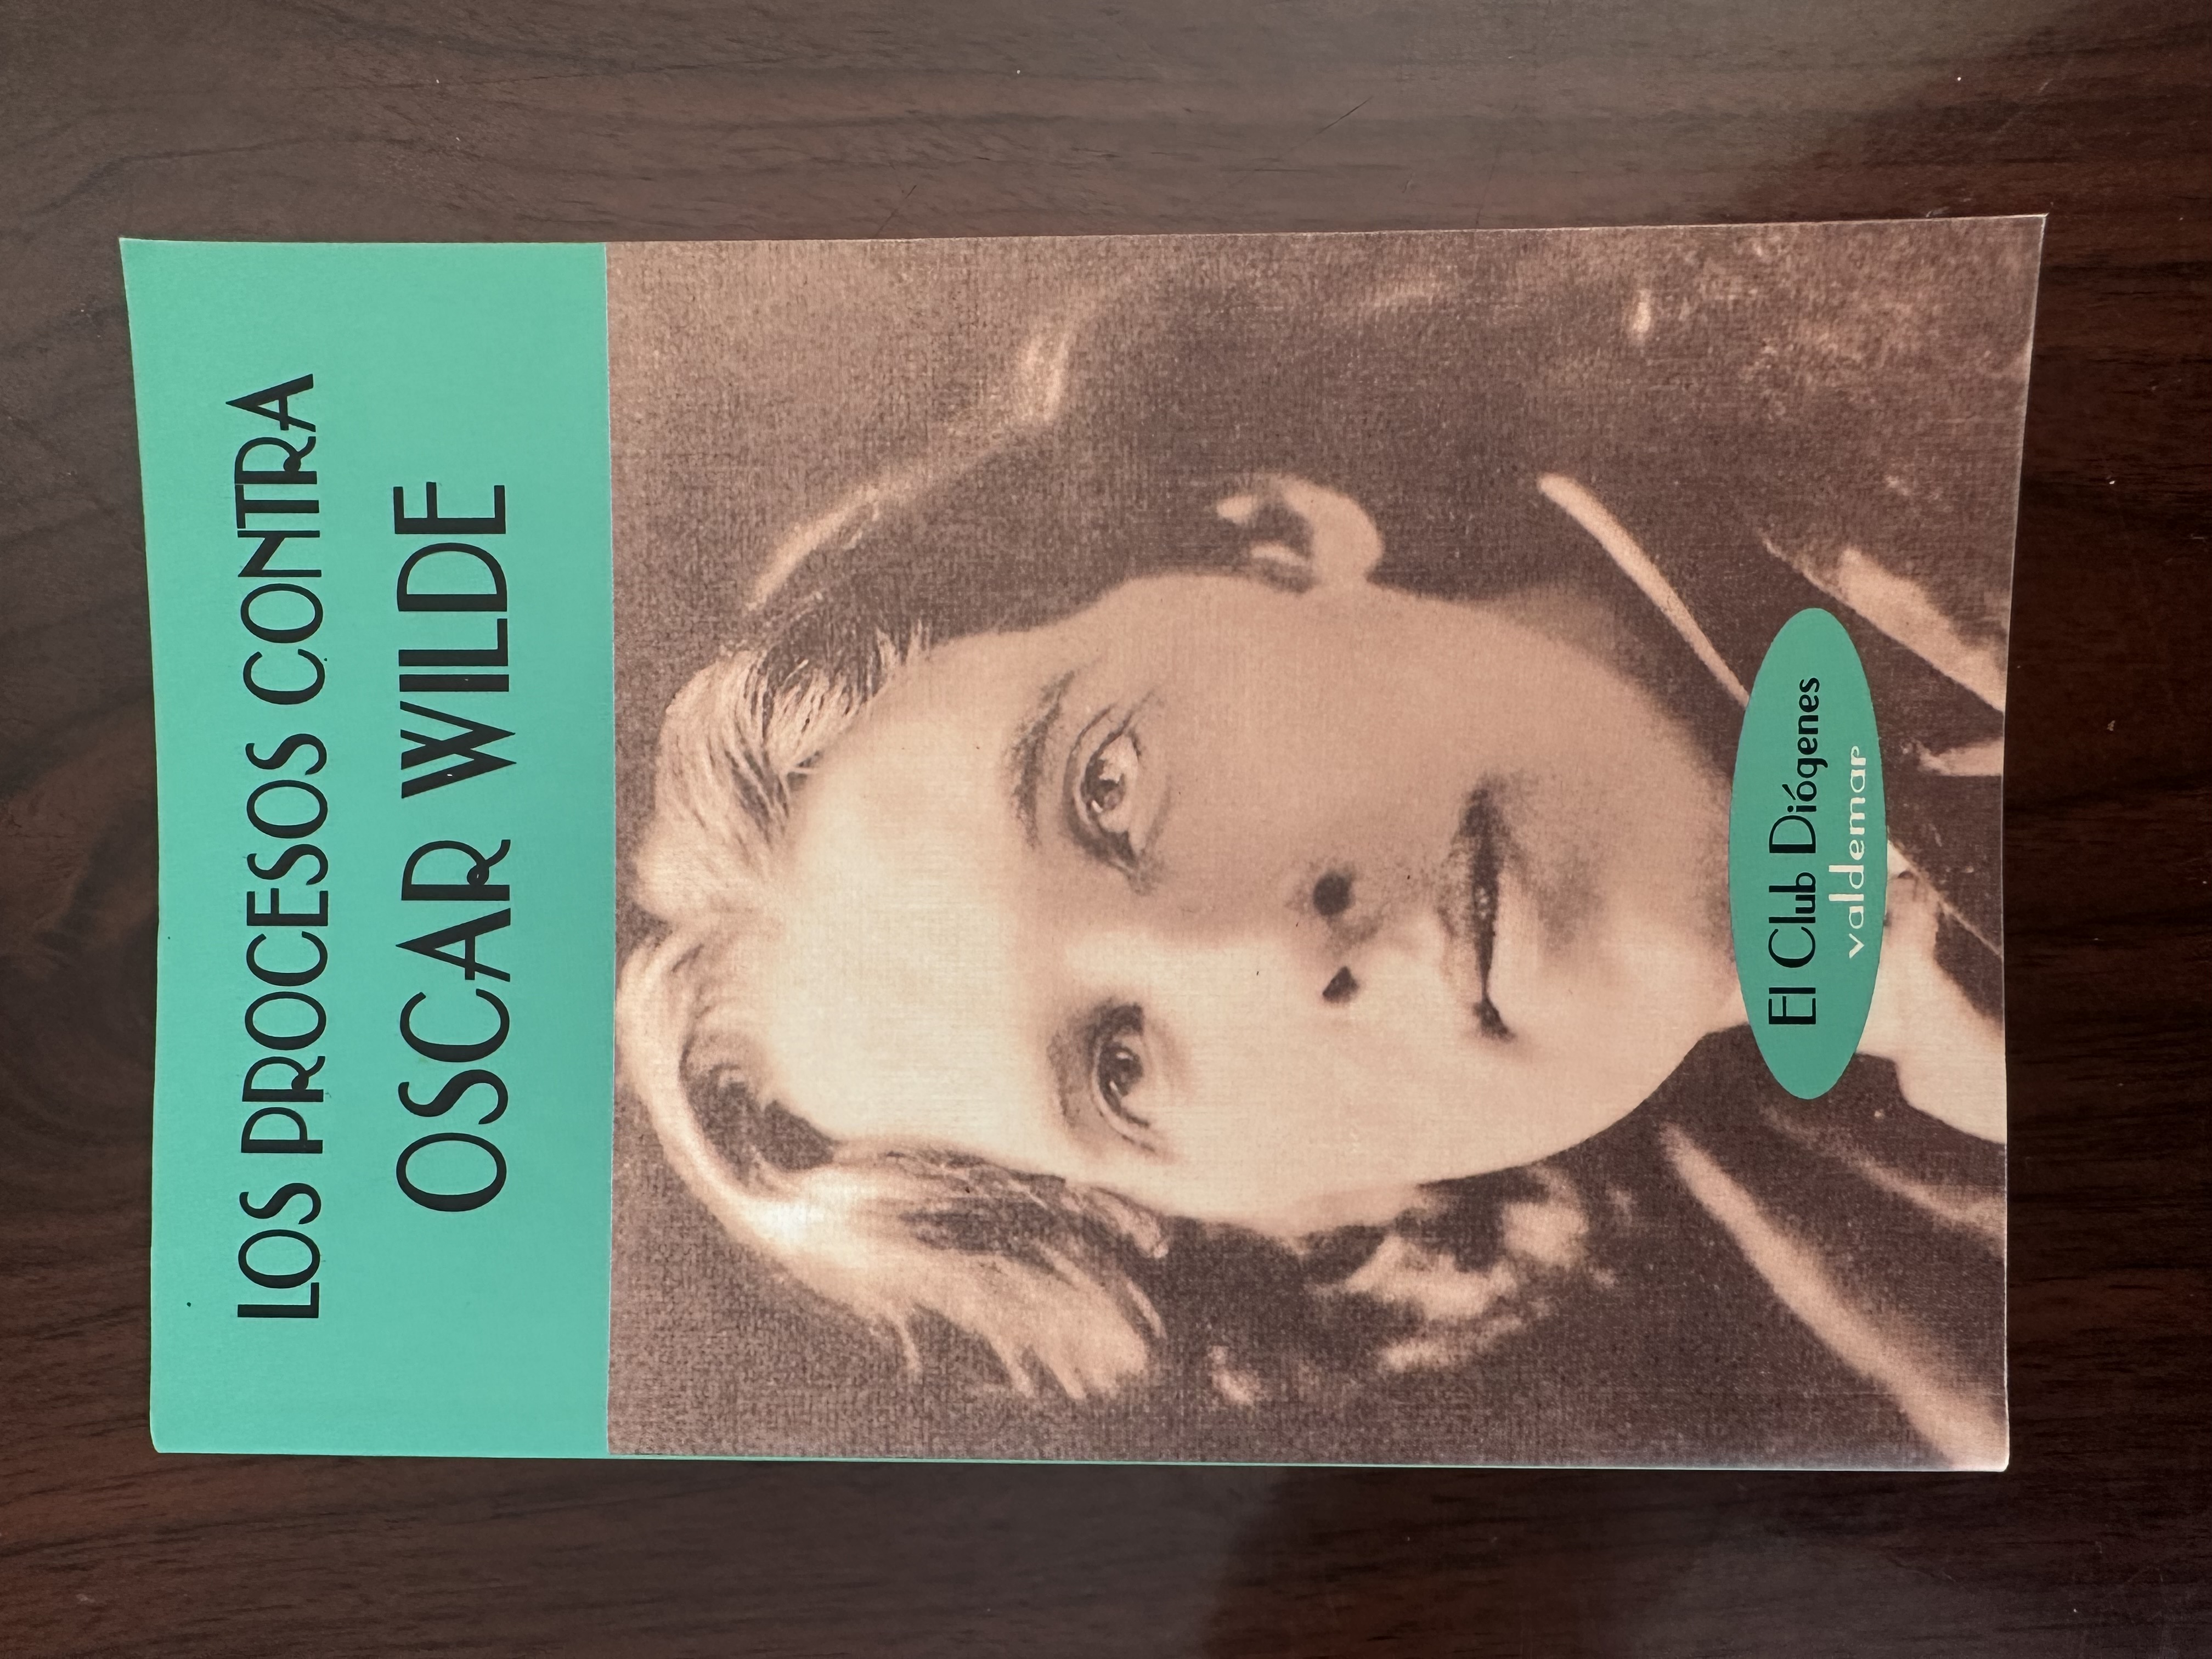 LOS PROCESOS CONTRA
OSCAR WILDE
El Club Diógenes
valdemar